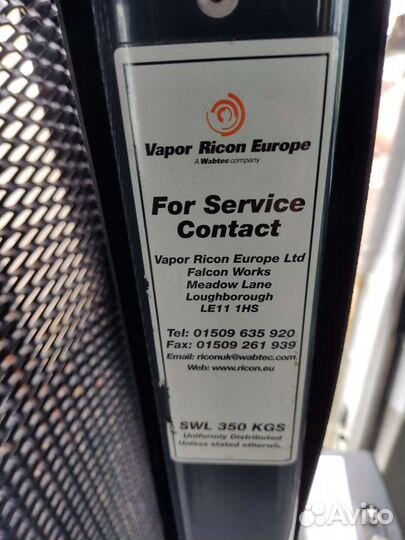 Vapor Ricon Europe
A Wabtec company
For Service
Contact
Vapor Ricon Europe Ltd
Falcon Works
Meadow Lane
Loughborough
LE11 1HS
Tel: 01509 635 920
Fax: 01509 261 939
Email: riconuk@wabtec.com
Web: www.ricon.eu
SWL 350 KGS
Uniformly Distributed
Unless stated otherwis.
Avito